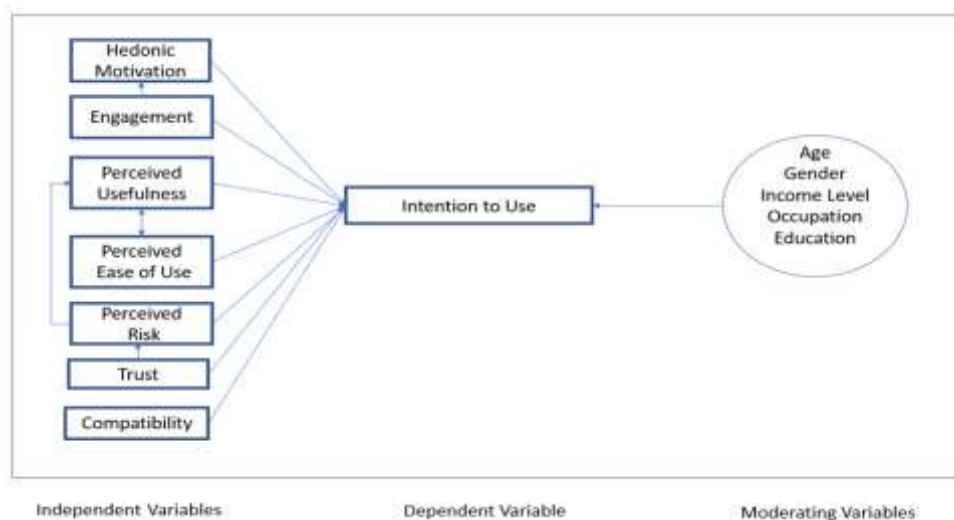 Hedonic
Motivation
Engagement
Perceived
Usefulness
Perceived
Ease of Use
Perceived
Risk
Trust
Compatibility
Intention to Use
Age
Gender
Income Level
Occupation
Education
Independent Variables
Dependent Variable
Moderating Variables